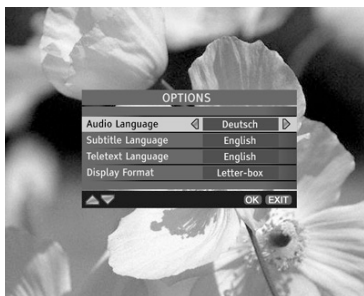 OPTIONS
Audio Language Deutsch
Subtitle Language English
Teletext Language English
Display Format Letter-box
OK EXIT